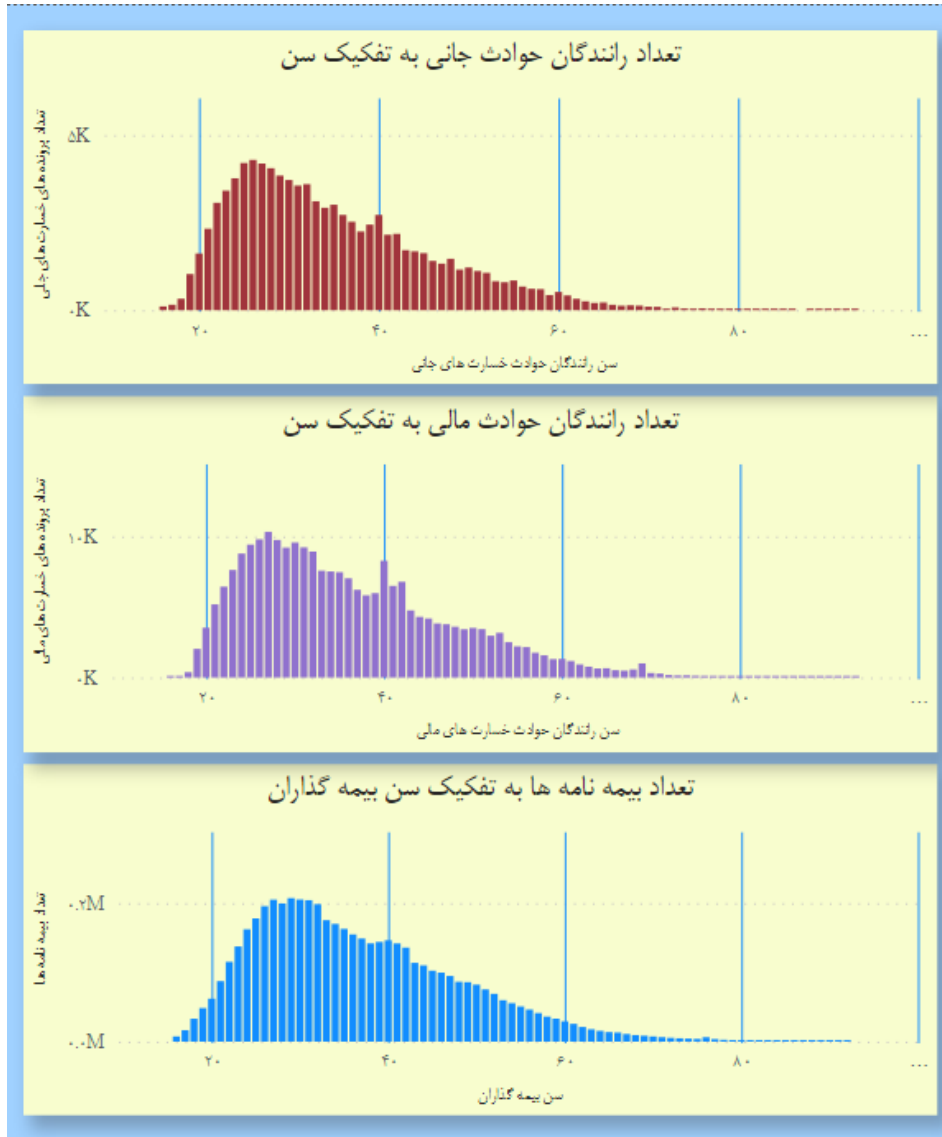 تعداد رانندگان حوادث جانی به تفکیک سن
تعداد پرونده های خسارت های جانی
۵K
۰K
۲۰
۴۰
۶۰
۸۰
...
سن رانندگان حوادث خسارت های جانی
تعداد رانندگان حوادث مالی به تفکیک سن
تعداد پرونده های خسارت های مالی
۱۰K
۰K
۲۰
۴۰
۶۰
۸۰
...
سن رانندگان حوادث خسارت های مالی
تعداد بیمه نامه ها به تفکیک سن بیمه گذاران
تعداد بیمه نامه ها
۰.۲M
۰.۰M
۲۰
۴۰
۶۰
۸۰
...
سن بیمه گذاران